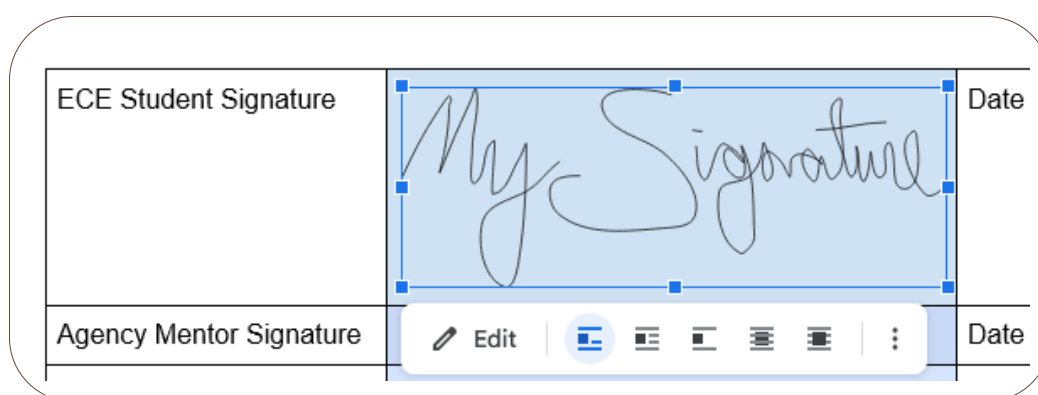 ECE Student Signature
My Signature
Date
Agency Mentor Signature
Edit
Date